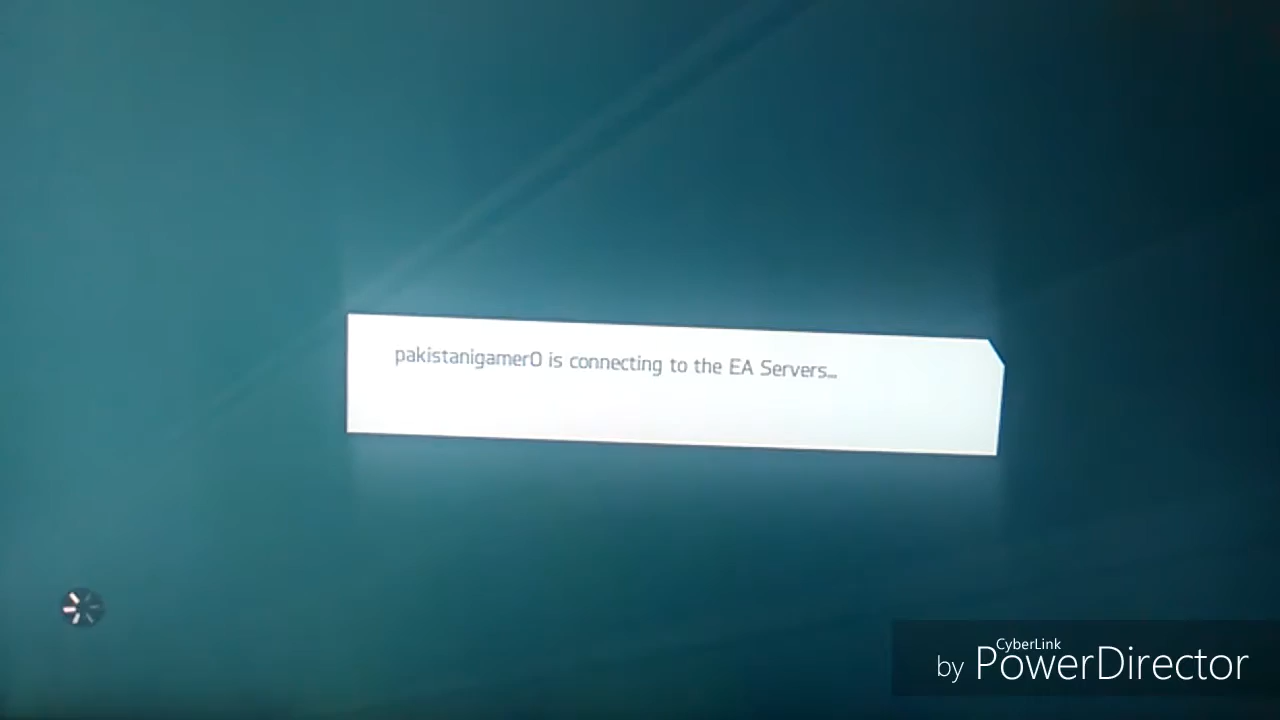 pakistanigamer0 is connecting to the EA Servers...
CyberLink
by PowerDirector